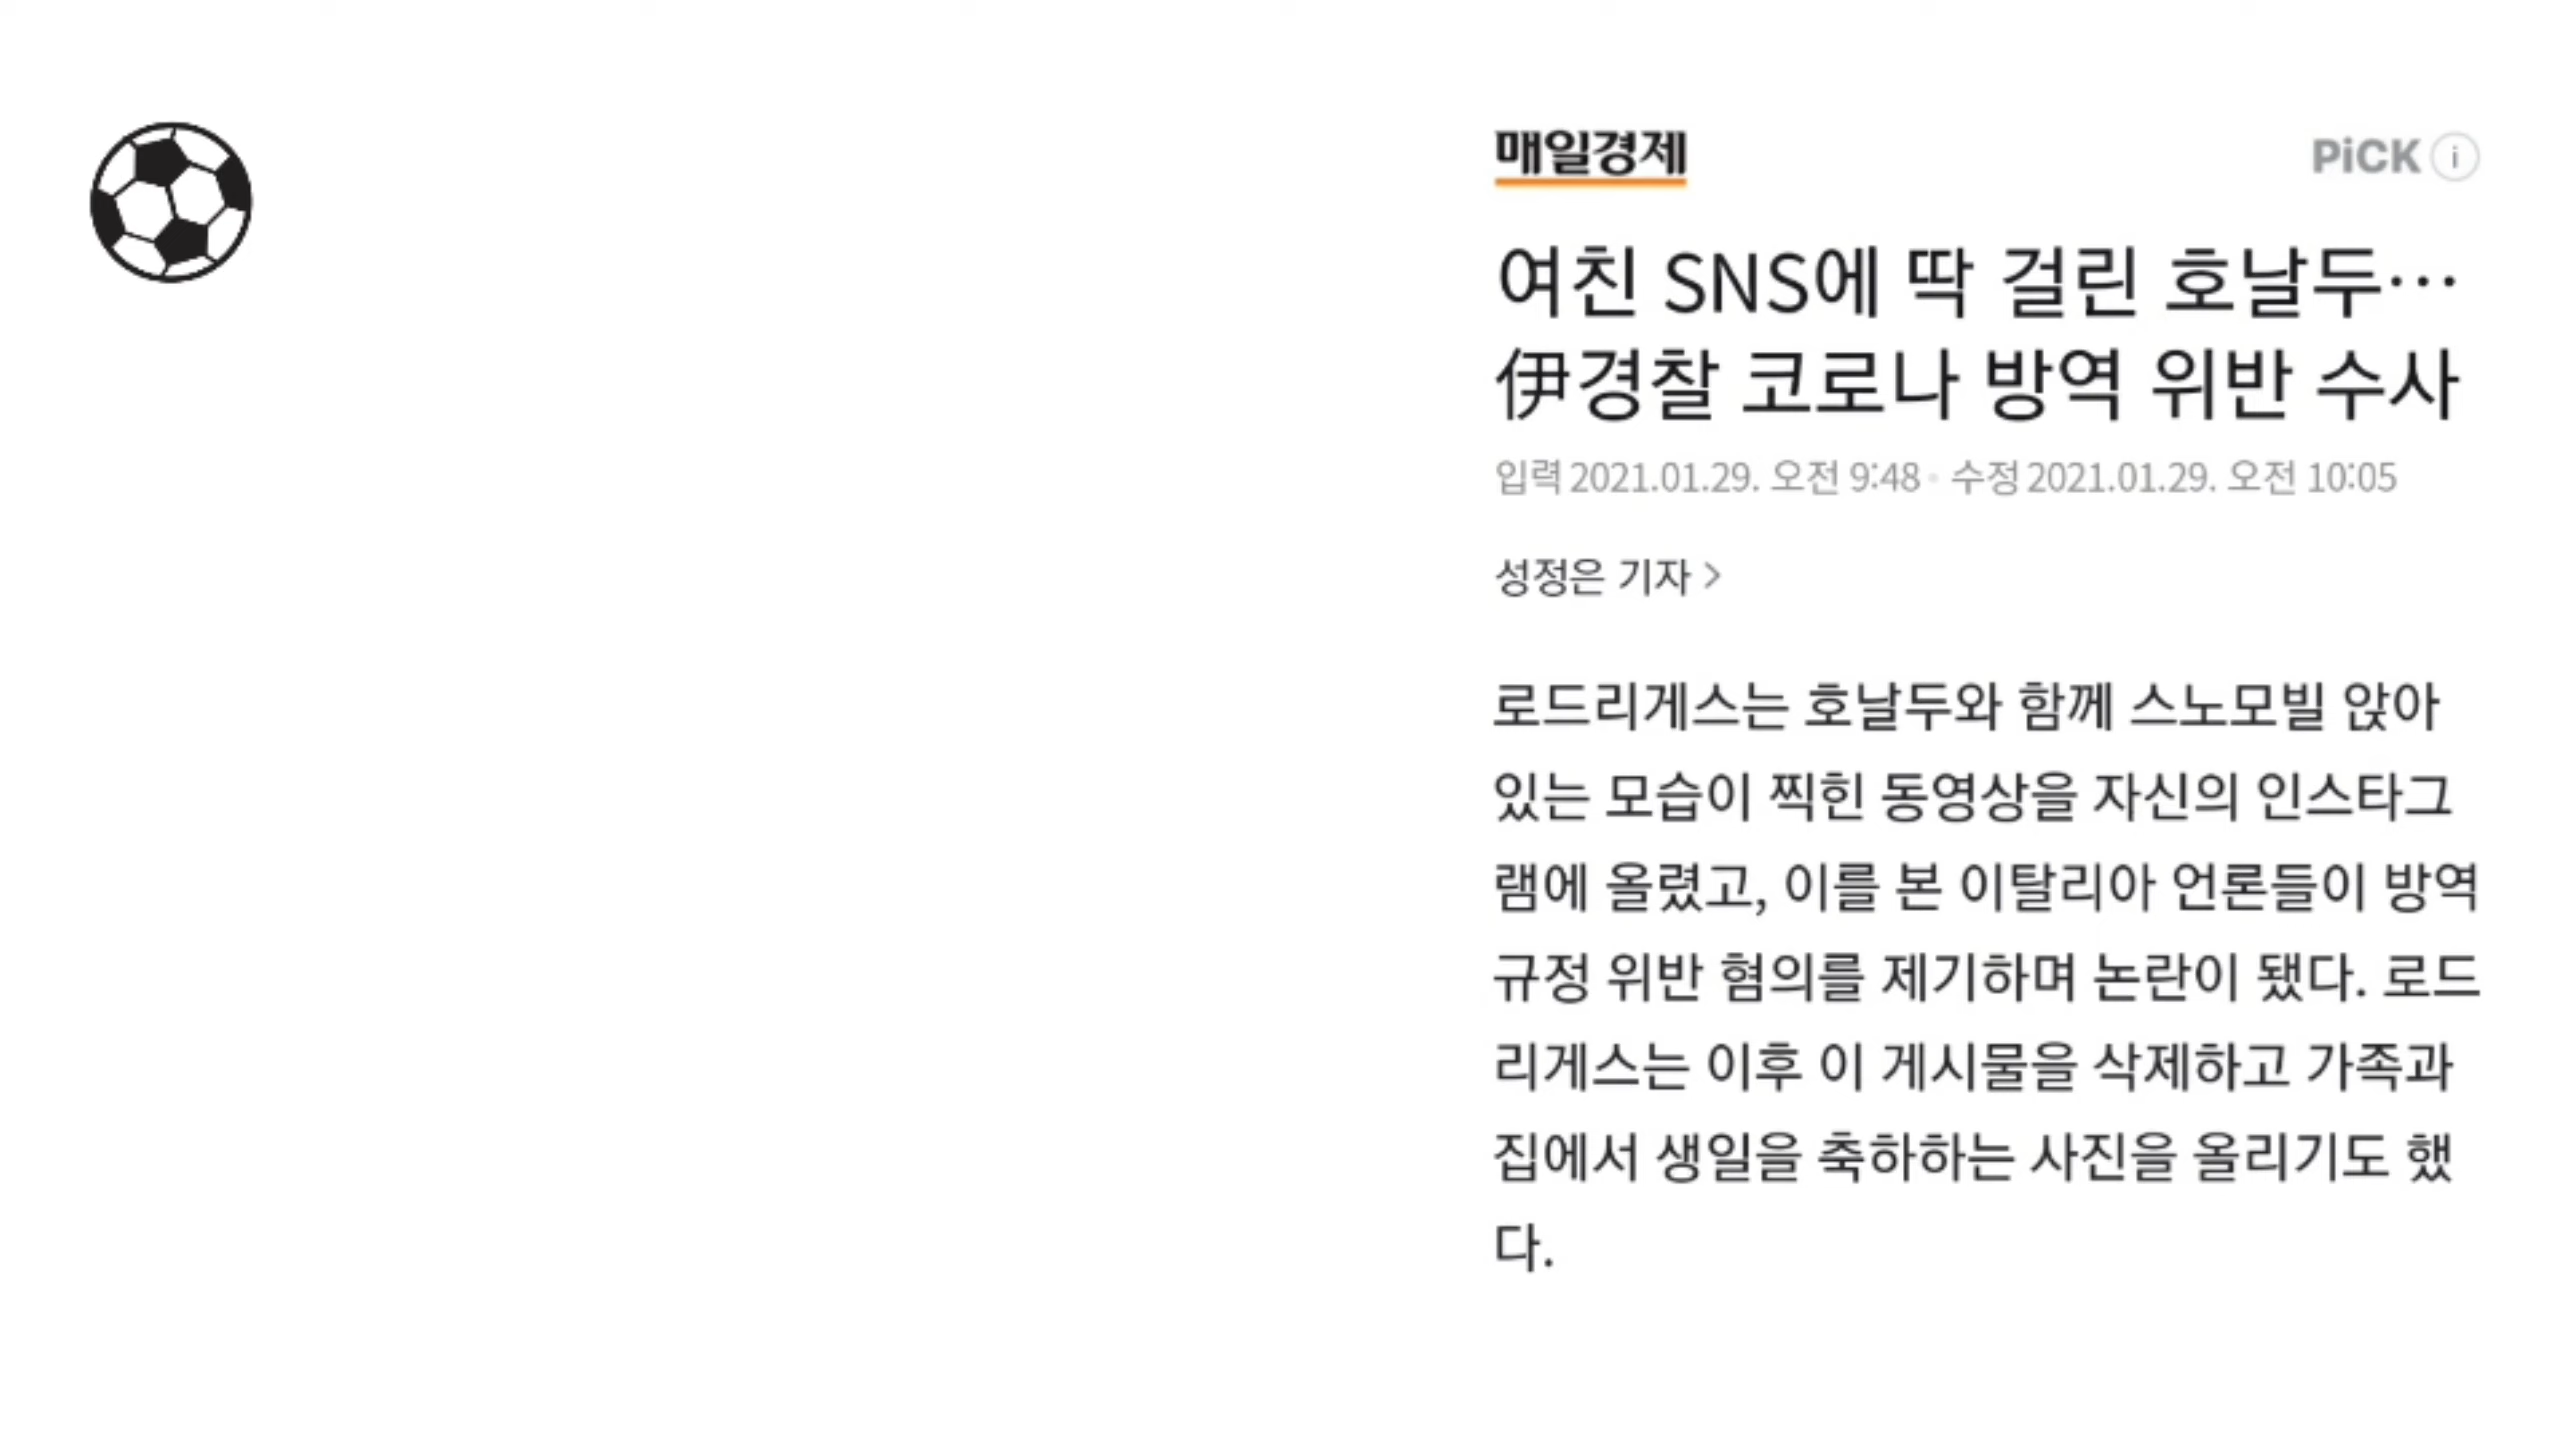 매일경제
PiCK i
여친 SNS에 딱 걸린 호날두…
伊경찰 코로나 방역 위반 수사
입력 2021.01.29. 오전 9:48 · 수정 2021.01.29. 오전 10:05
성정은 기자 >
로드리게스는 호날두와 함께 스노모빌 앉아
있는 모습이 찍힌 동영상을 자신의 인스타그
램에 올렸고, 이를 본 이탈리아 언론들이 방역
규정 위반 혐의를 제기하며 논란이 됐다. 로드
리게스는 이후 이 게시물을 삭제하고 가족과
집에서 생일을 축하하는 사진을 올리기도 했
다.